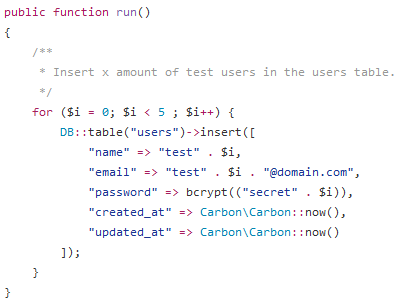 public function run()
{
    /**
     * Insert x amount of test users in the users table.
     */
    for ($i = 0; $i < 5 ; $i++) {
        DB::table("users")->insert([
            "name" => "test" . $i,
            "email" => "test" . $i . "@domain.com",
            "password" => bcrypt(("secret" . $i)),
            "created_at" => Carbon\Carbon::now(),
            "updated_at" => Carbon\Carbon::now()
        ]);
    }
}